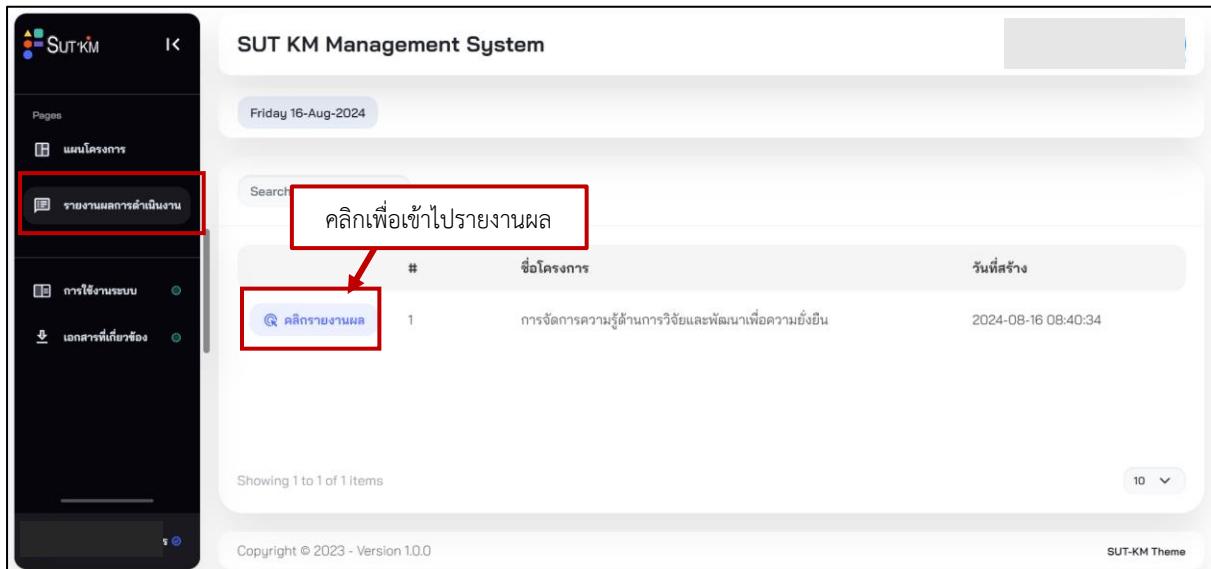 SUT KM
SUT KM Management System
Pages
แผนโครงการ
รายงานผลการดำเนินงาน
การใช้งานระบบ
เอกสารที่เกี่ยวข้อง
ร
Friday 16-Aug-2024
Search
คลิกเพื่อเข้าไปรายงานผล
# ชื่อโครงการ วันที่สร้าง
คลิกรายงานผล 1 การจัดการความรู้ด้านการวิจัยและพัฒนาเพื่อความยั่งยืน 2024-08-16 08:40:34
Showing 1 to 1 of 1 items 10
Copyright © 2023 - Version 1.0.0 SUT-KM Theme